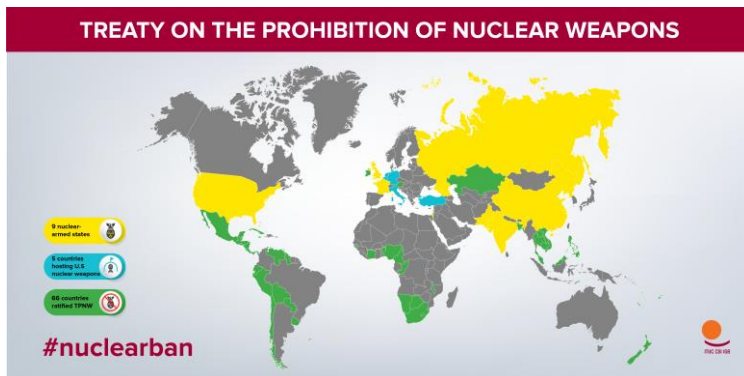 TREATY ON THE PROHIBITION OF NUCLEAR WEAPONS
9 nuclear-
armed states
5 countries
hosting U.S
nuclear weapons
66 countries
ratified TPNW
#nuclearban